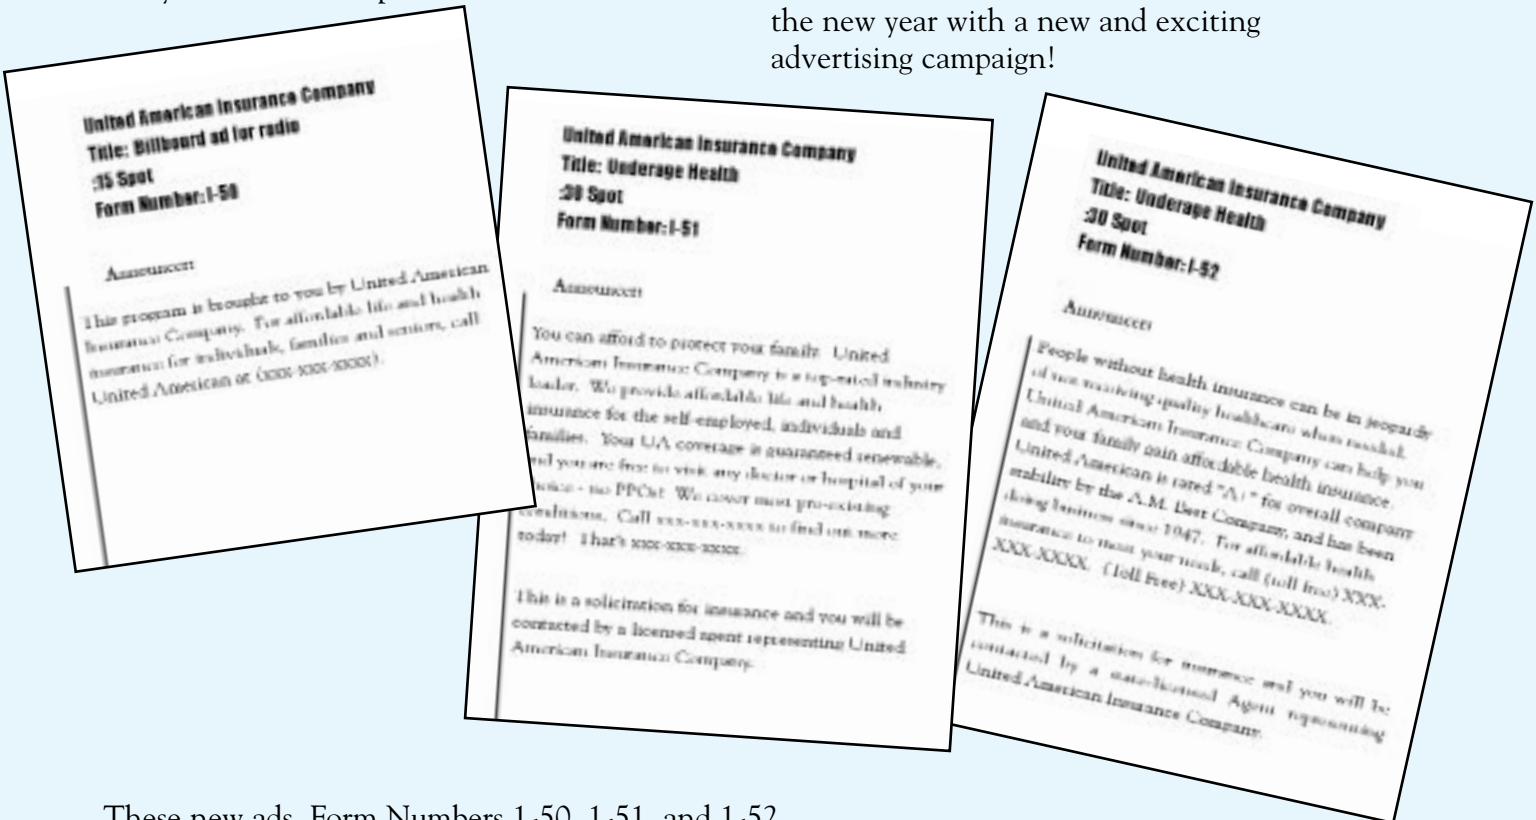 the new year with a new and exciting
advertising campaign!
United American Insurance Company
Title: Billbourd ad for radio
:15 Spot
Form Number: I-50
Announcer:
This program is brought to you by United American
Insurance Company. For affordable life and health
insurance for individuals, families and seniors, call
United American at (xxx-xxx-xxxx).
United American Insurance Company
Title: Underage Health
:30 Spot
Form Number: I-51
Announcer:
You can afford to protect your family. United
American Insurance Company is a top-rated industry
leader. We provide affordable life and health
insurance for the self-employed, individuals and
families. Your UA coverage is guaranteed renewable,
and you are free to visit any doctor or hospital of your
choice - no PPOs! We cover most pre-existing
conditions. Call xxx-xxx-xxxx to find out more
today! That's xxx-xxx-xxxx.
This is a solicitation for insurance and you will be
contacted by a licensed agent representing United
American Insurance Company.
United American Insurance Company
Title: Underage Health
:30 Spot
Form Number: I-52
Announcer:
People without health insurance can be in jeopardy
of not receiving quality healthcare when needed.
United American Insurance Company can help you
and your family gain affordable health insurance.
United American is rated "A+" for overall company
stability by the A.M. Best Company, and has been
doing business since 1947. For affordable health
insurance to meet your needs, call (toll free) XXX-
XXX-XXXX. (Toll Free) XXX-XXX-XXXX.
This is a solicitation for insurance and you will be
contacted by a state-licensed Agent representing
United American Insurance Company.
These new ads, Form Numbers 1-50, 1-51, and 1-52